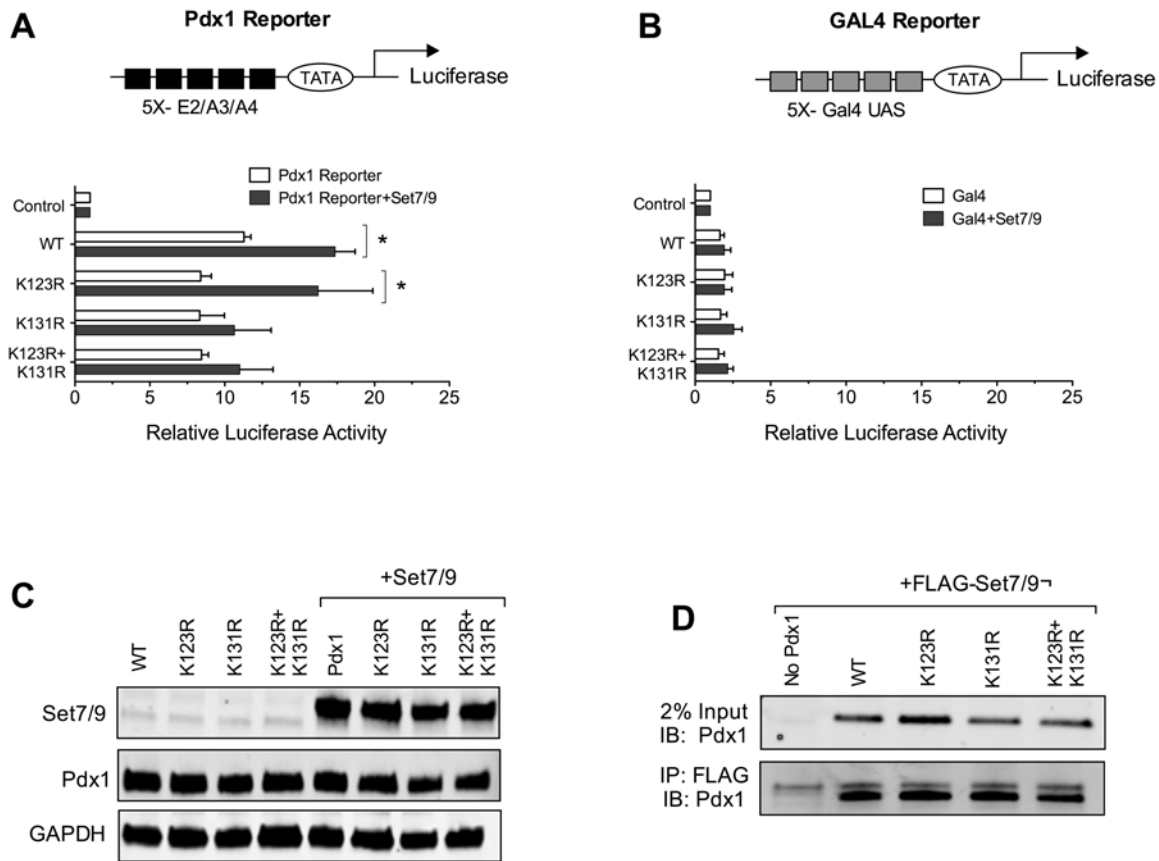 A
Pdx1 Reporter
TATA
Luciferase
5X- E2/A3/A4
Pdx1 Reporter
Pdx1 Reporter+Set7/9
Control
WT
*
K123R
*
K131R
K123R+
K131R
0 5 10 15 20 25
Relative Luciferase Activity
B
GAL4 Reporter
TATA
Luciferase
5X- Gal4 UAS
Gal4
Gal4+Set7/9
Control
WT
K123R
K131R
K123R+
K131R
0 5 10 15 20 25
Relative Luciferase Activity
C
+Set7/9
WT
K123R
K131R
K123R+
K131R
Pdx1
K123R
K131R
K123R+
K131R
Set7/9
Pdx1
GAPDH
D
+FLAG-Set7/9¬
No Pdx1
WT
K123R
K131R
K123R+
K131R
2% Input
IB: Pdx1
IP: FLAG
IB: Pdx1